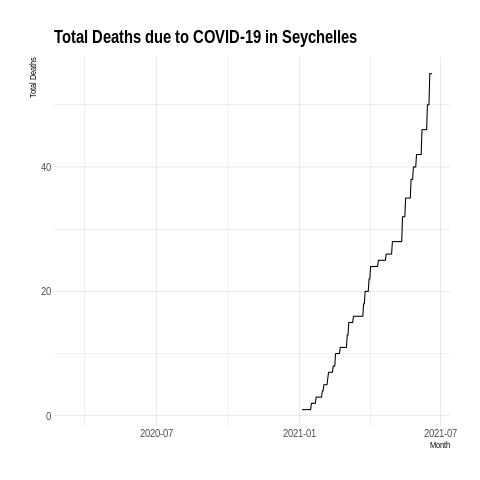 Total Deaths due to COVID-19 in Seychelles
Total Deaths
40
20
0
2020-07
2021-01
2021-07
Month